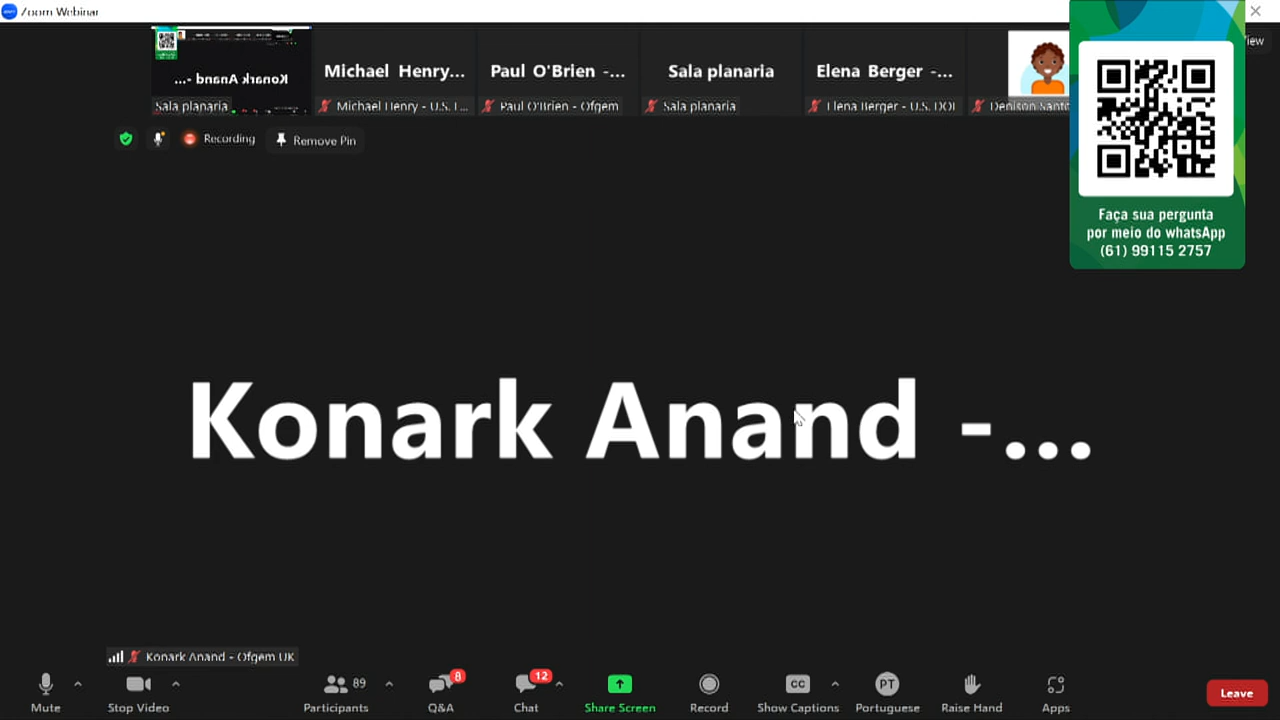 Zoom Webinar
View
Konark Anand -...
Sala planaria
Michael Henry...
Michael Henry - U.S. ...
Paul O'Brien -...
Paul O'Brien - Ofgem
Sala planaria
Sala planaria
Elena Berger -...
Elena Berger - U.S. DOI
Denilson Santo
Recording
Remove Pin
Faça sua pergunta
por meio do whatsApp
(61) 99115 2757
Konark Anand -...
Konark Anand - Ofgem UK
Mute
Stop Video
89
Participants
8
Q&A
12
Chat
Share Screen
Record
CC
Show Captions
PT
Portuguese
Raise Hand
Apps
Leave